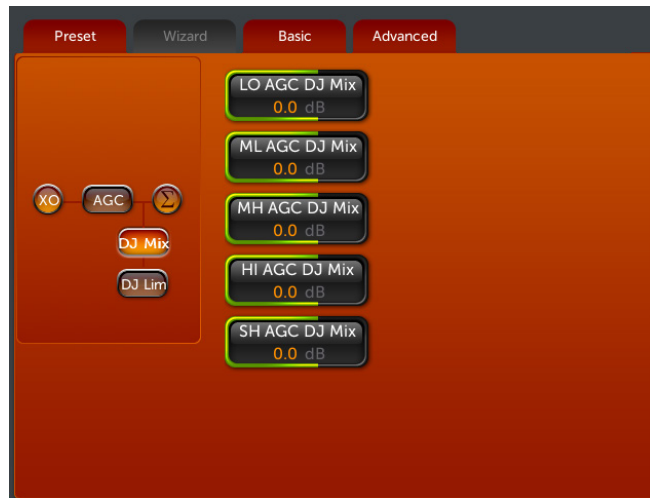 Preset
Wizard
Basic
Advanced
XO
AGC
Σ
DJ Mix
DJ Lim
LO AGC DJ Mix
0.0 dB
ML AGC DJ Mix
0.0 dB
MH AGC DJ Mix
0.0 dB
HI AGC DJ Mix
0.0 dB
SH AGC DJ Mix
0.0 dB